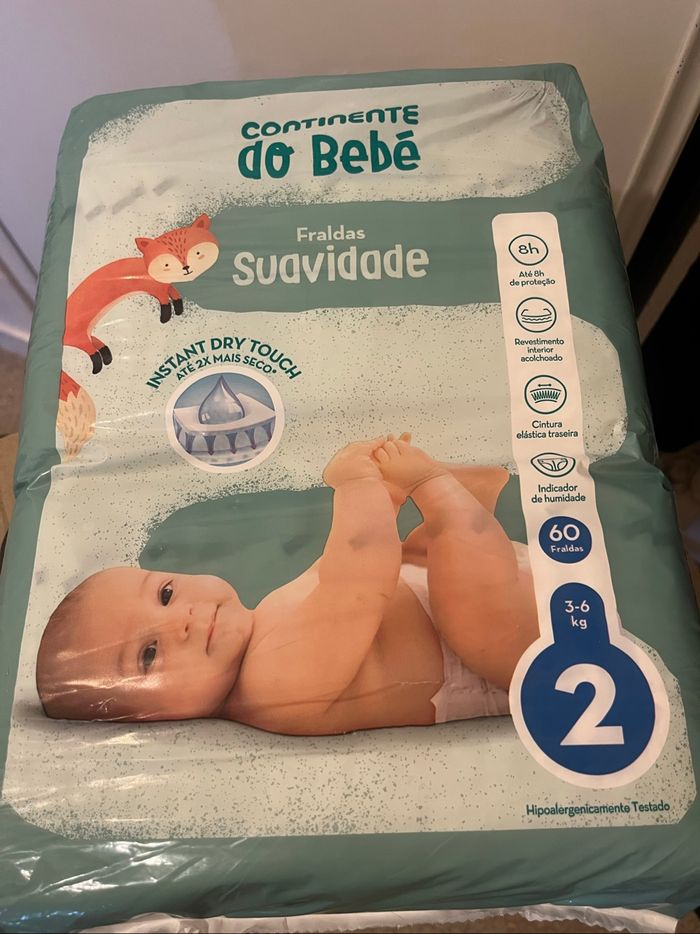 CONTINENTE
do Bebé
Fraldas
Suavidade
INSTANT DRY TOUCH
ATÉ 2X MAIS SECO*
8h
Até 8h
de proteção
Revestimento
interior
acolchoado
Cintura
elástica traseira
Indicador
de humidade
60
Fraldas
3-6
kg
2
Hipoalergenicamente Testado